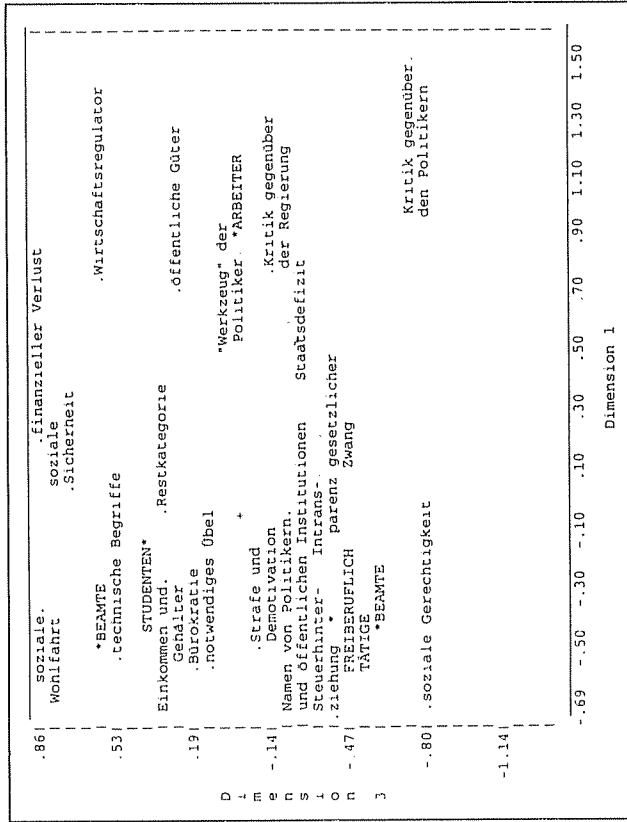 .86| soziale. .finanzieller Verlust
Wohlfahrt soziale
.Sicherheit
*BEAMTE .Wirtschaftsregulator
.53| .technische Begriffe
STUDENTEN*
Einkommen und. .Restkategorie
Gehälter .öffentliche Güter
.19| .Bürokratie
.notwendiges Übel
"Werkzeug" der
+ Politiker. *ARBEITER
.Strafe und
-.14| Demotivation .Kritik gegenüber
Namen von Politikern. der Regierung
und öffentlichen Institutionen Staatsdefizit
Steuerhinter- Intrans-.
.ziehung * parenz gesetzlicher
-.47| FREIBERUFLICH Zwang
TÄTIGE
*BEAMTE
Kritik gegenüber.
-.80| .soziale Gerechtigkeit den Politikern
-1.14|
-.69 -.50 -.30 -.10 .10 .30 .50 .70 .90 1.10 1.30 1.50
Dimension 1
Dimension 3